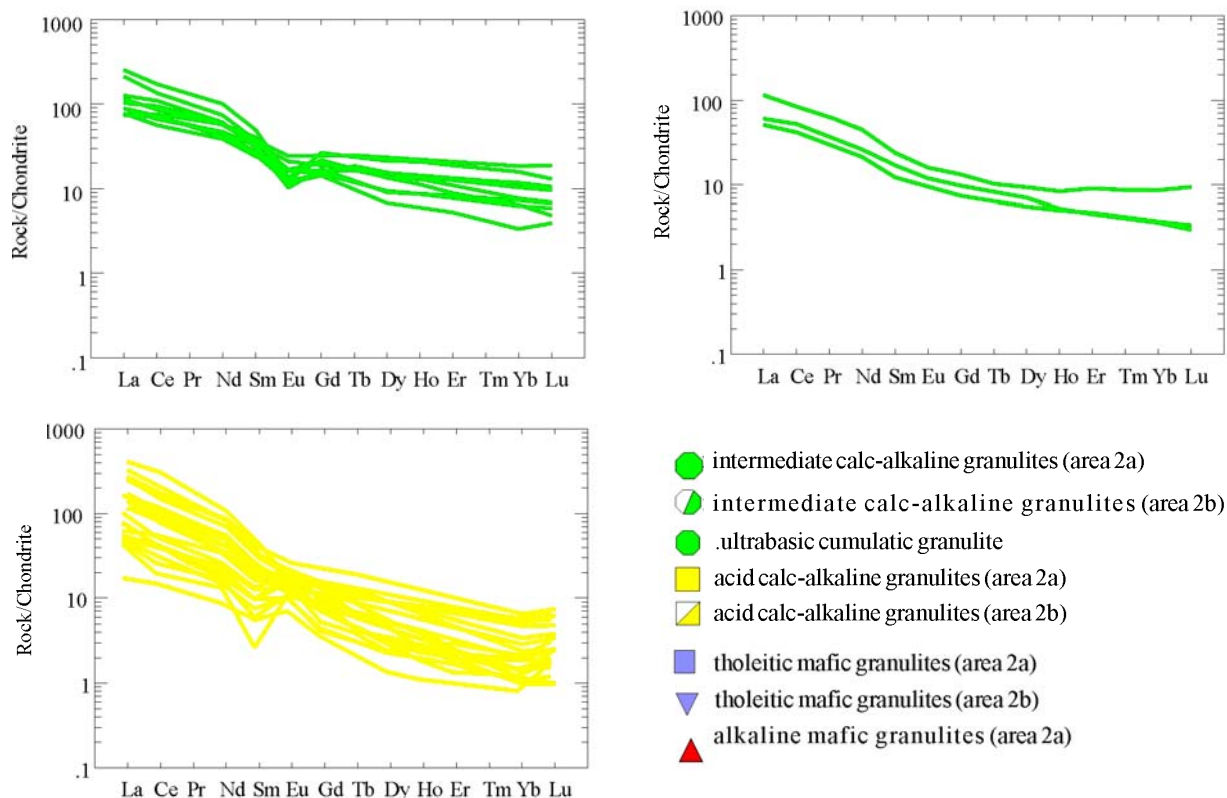 1000
100
10
1
.1
Rock/Chondrite
La Ce Pr Nd Sm Eu Gd Tb Dy Ho Er Tm Yb Lu
1000
100
10
1
.1
Rock/Chondrite
La Ce Pr Nd Sm Eu Gd Tb Dy Ho Er Tm Yb Lu
1000
100
10
1
.1
Rock/Chondrite
La Ce Pr Nd Sm Eu Gd Tb Dy Ho Er Tm Yb Lu
intermediate calc-alkaline granulites (area 2a)
intermediate calc-alkaline granulites (area 2b)
.ultrabasic cumulatic granulite
acid calc-alkaline granulites (area 2a)
acid calc-alkaline granulites (area 2b)
tholeitic mafic granulites (area 2a)
tholeitic mafic granulites (area 2b)
alkaline mafic granulites (area 2a)